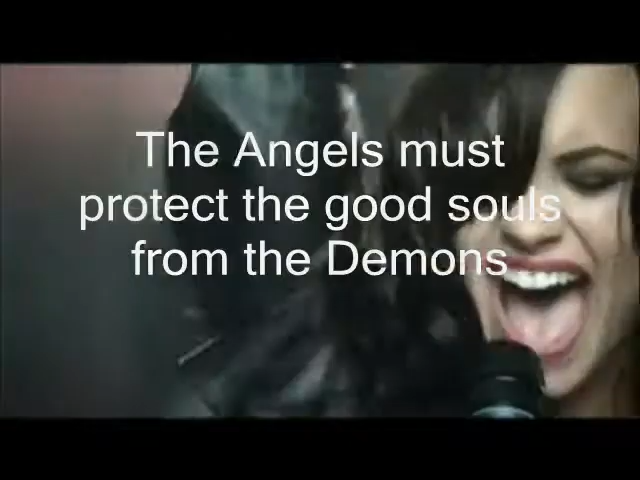 The Angels must
protect the good souls
from the Demons